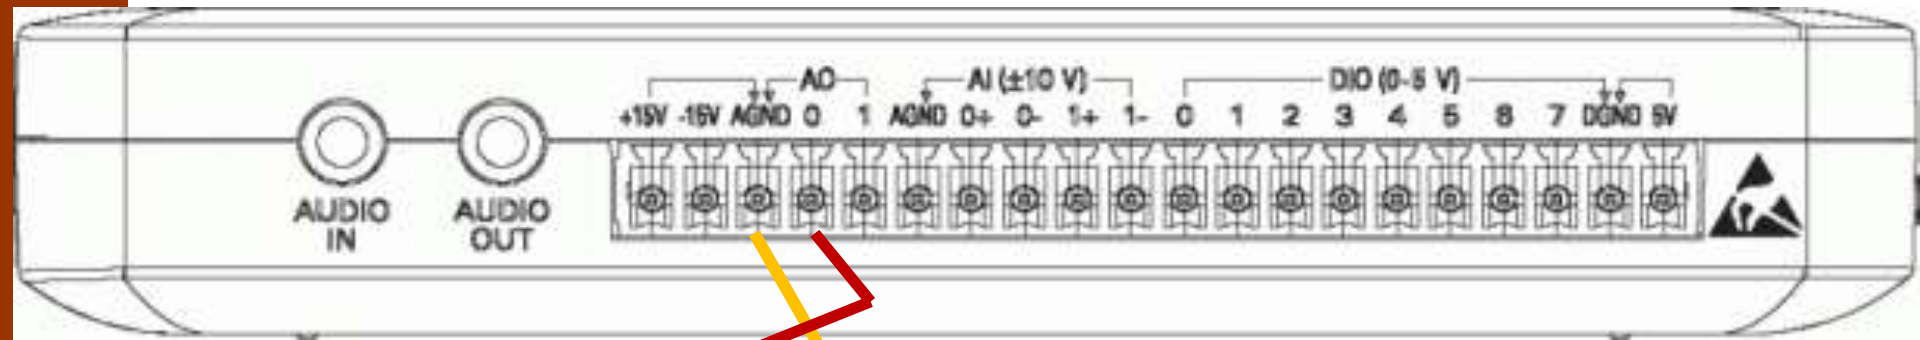 AO AI (±10 V) DIO (0-5 V)
+15V -15V AGND 0 1 AGND 0+ 0- 1+ 1- 0 1 2 3 4 5 6 7 DGND 5V
AUDIO IN
AUDIO OUT